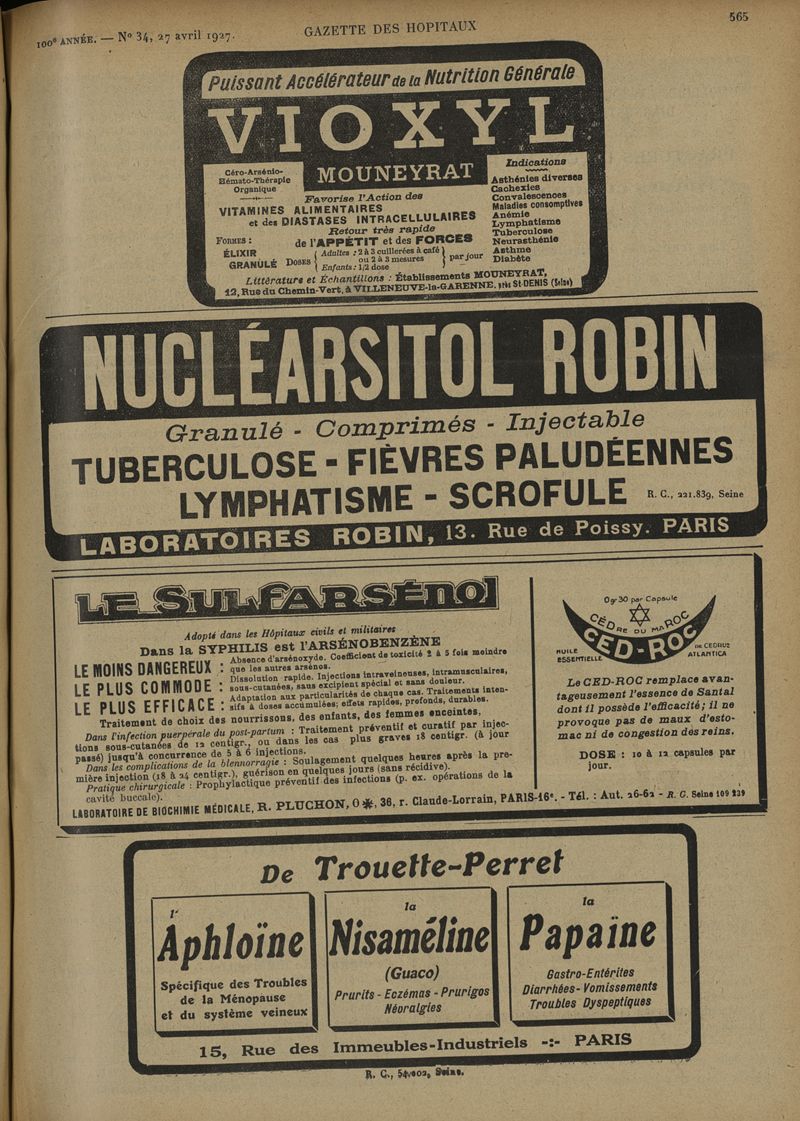 100e ANNÉE. — No 34, 27 avril 1927.
GAZETTE DES HOPITAUX
565
Puissant Accélérateur de la Nutrition Générale
VIOXYL
MOUNEYRAT
Céro-Arsénio-
Hémato-Thérapie
Organique
Favorise l'Action des
VITAMINES ALIMENTAIRES
et des DIASTASES INTRACELLULAIRES
Retour très rapide
de l'APPÉTIT et des FORCES
FORMES :
ÉLIXIR
GRANULÉ
DOSES
Adultes : 2 à 3 cuillerées à café
ou 2 à 3 mesures
Enfants : 1/2 dose
par jour
Indications
Asthénies diverses
Cachexies
Convalescences
Maladies consomptives
Anémie
Lymphatisme
Tuberculose
Neurasthénie
Asthme
Diabète
Littérature et Échantillons : Établissements MOUNEYRAT,
12, Rue du Chemin-Vert, à VILLENEUVE-la-GARENNE, près St-DENIS (Seine)
NUCLÉARSITOL ROBIN
Granulé - Comprimés - Injectable
TUBERCULOSE - FIÈVRES PALUDÉENNES
LYMPHATISME - SCROFULE
R. C., 221.839, Seine
LABORATOIRES ROBIN, 13. Rue de Poissy. PARIS
LE SULFARSÉNOL
Adopté dans les Hôpitaux civils et militaires
Dans la SYPHILIS est l'ARSÉNOBENZÈNE
LE MOINS DANGEREUX : Absence d'arsénoxyde. Coefficient de toxicité 2 à 5 fois moindre
que les autres arsénos.
LE PLUS COMMODE : Dissolution rapide. Injections intraveineuses, intramusculaires,
sous-cutanées, sans excipient spécial et sans douleur.
LE PLUS EFFICACE : Adaptation aux particularités de chaque cas. Traitements inten-
sifs à doses accumulées; effets rapides, profonds, durables.
Traitement de choix des nourrissons, des enfants, des femmes enceintes,
Dans l'infection puerpérale du post-partum : Traitement préventif et curatif par injec-
tions sous-cutanées de 12 centigr., ou dans les cas plus graves 18 centigr. (à jour
passé) jusqu'à concurrence de 5 à 6 injections.
Dans les complications de la blennorragie : Soulagement quelques heures après la pre-
mière injection (18 à 24 centigr.), guérison en quelques jours (sans récidive).
Pratique chirurgicale : Prophylactique préventif des infections (p. ex. opérations de la
cavité buccale).
LABORATOIRE DE BIOCHIMIE MÉDICALE, R. PLUCHON, O ✻, 36, r. Claude-Lorrain, PARIS-16e. - Tél. : Aut. 26-62 - R. C. Seine 109 239
0gr30 par Capsule
CÉDRE DU MAROC
CED-ROC
HUILE
ESSENTIELLE
DE CEDRUS
ATLANTICA
Le CED-ROC remplace avan-
tageusement l'essence de Santal
dont il possède l'efficacité; il ne
provoque pas de maux d'esto-
mac ni de congestion des reins.
DOSE : 10 à 12 capsules par
jour.
De Trouette-Perret
l'
Aphloïne
Spécifique des Troubles
de la Ménopause
et du système veineux
la
Nisaméline
(Guaco)
Prurits - Eczémas - Prurigos
Néoralgies
la
Papaïne
Gastro-Entérites
Diarrhées - Vomissements
Troubles Dyspeptiques
15, Rue des Immeubles-Industriels -:- PARIS
R. C., 54.002, Seine.